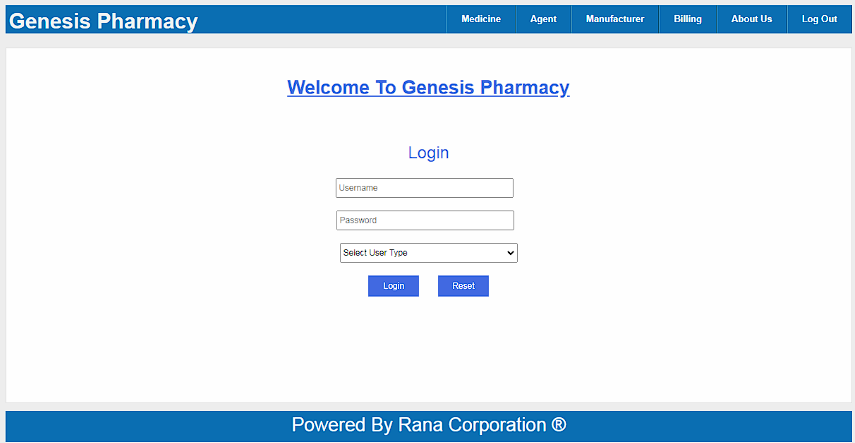 Genesis Pharmacy Medicine Agent Manufacturer Billing About Us Log Out
Welcome To Genesis Pharmacy
Login
Username
Password
Select User Type
Login Reset
Powered By Rana Corporation ®